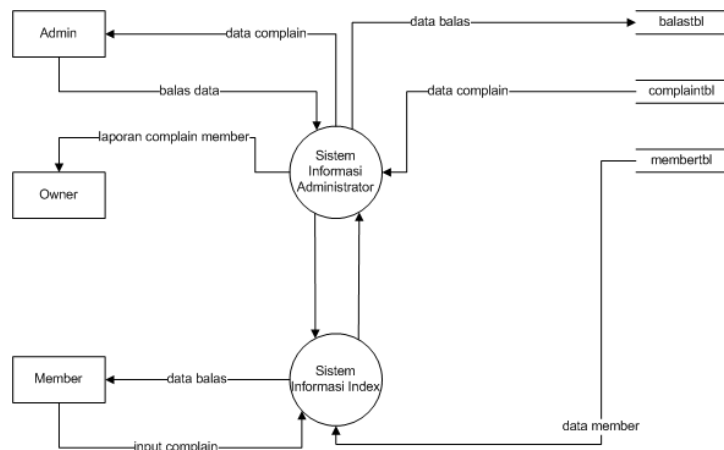 Admin
data complain
data balas
balastbl
balas data
data complain
complaintbl
laporan complain member
Sistem
Informasi
Administrator
membertbl
Owner
Member
data balas
Sistem
Informasi Index
data member
input complain